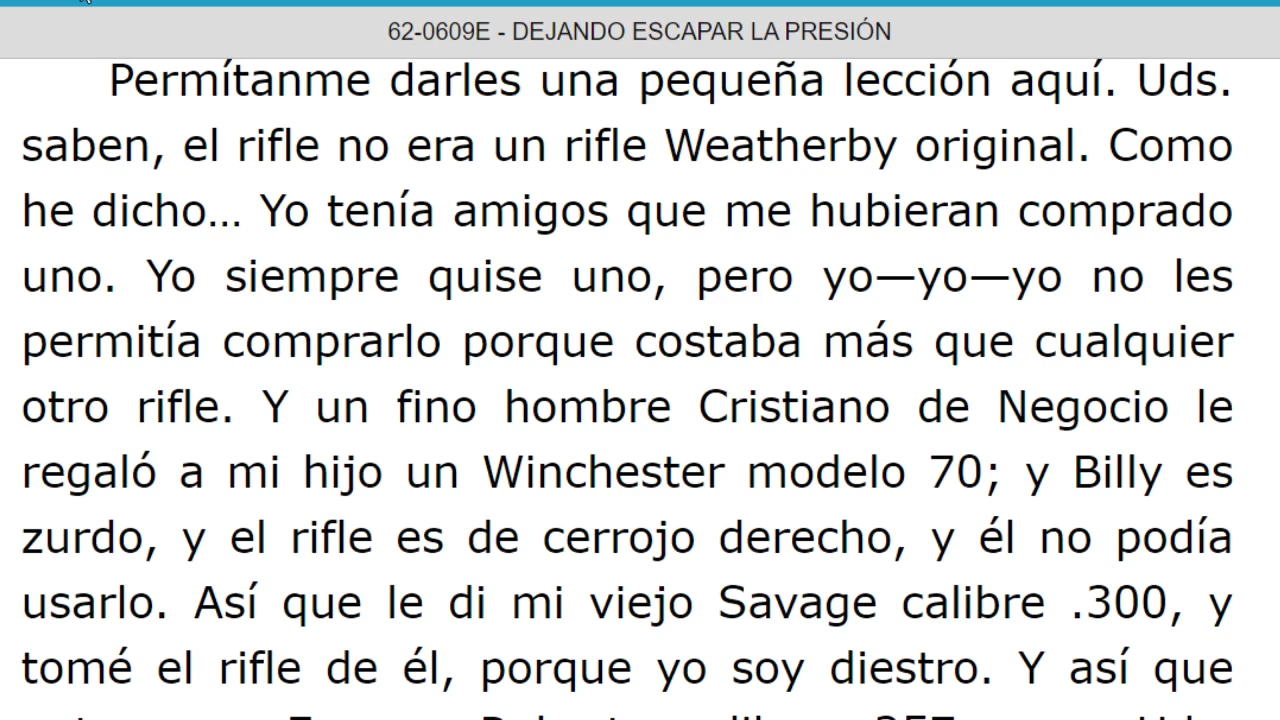 62-0609E - DEJANDO ESCAPAR LA PRESIÓN
Permítanme darles una pequeña lección aquí. Uds.
saben, el rifle no era un rifle Weatherby original. Como
he dicho… Yo tenía amigos que me hubieran comprado
uno. Yo siempre quise uno, pero yo—yo—yo no les
permitía comprarlo porque costaba más que cualquier
otro rifle. Y un fino hombre Cristiano de Negocio le
regaló a mi hijo un Winchester modelo 70; y Billy es
zurdo, y el rifle es de cerrojo derecho, y él no podía
usarlo. Así que le di mi viejo Savage calibre .300, y
tomé el rifle de él, porque yo soy diestro. Y así que